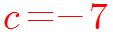 c = − 7